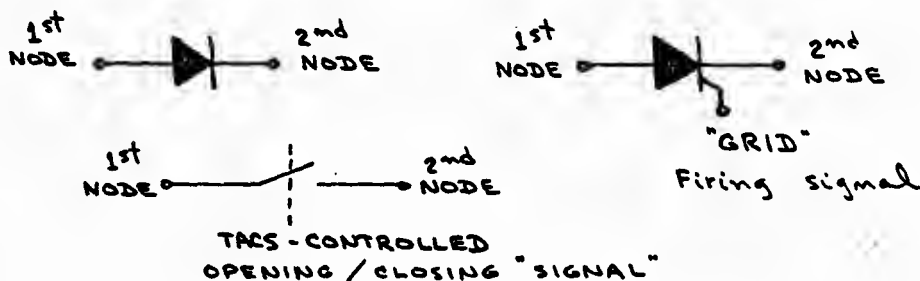 1st NODE
2nd NODE
1st NODE
2nd NODE
"GRID"
Firing signal
1st NODE
2nd NODE
TACS-CONTROLLED
OPENING / CLOSING "SIGNAL"